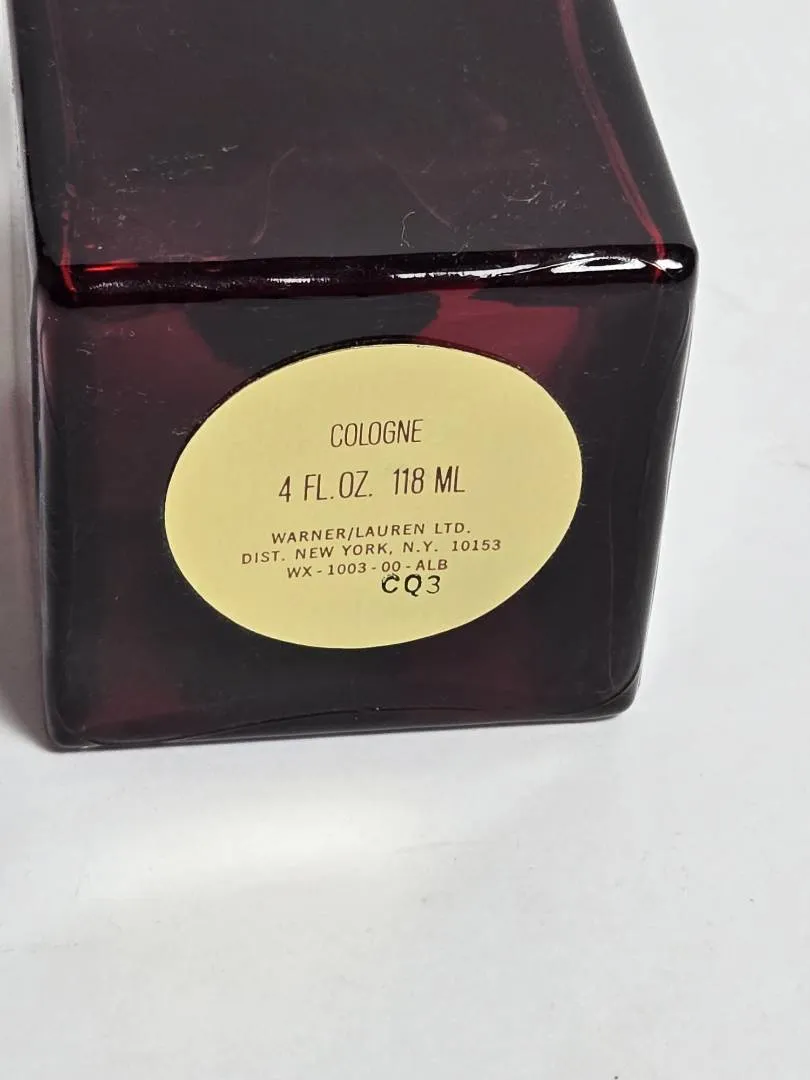 COLOGNE
4 FL.OZ. 118 ML
WARNER/LAUREN LTD.
DIST. NEW YORK, N.Y. 10153
WX-1003-00-ALB
CQ3